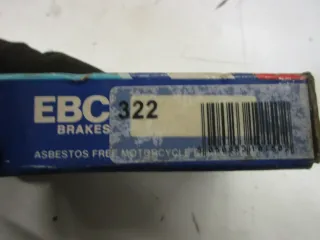 EBC 322
BRAKES
ASBESTOS FREE MOTORCYCLE